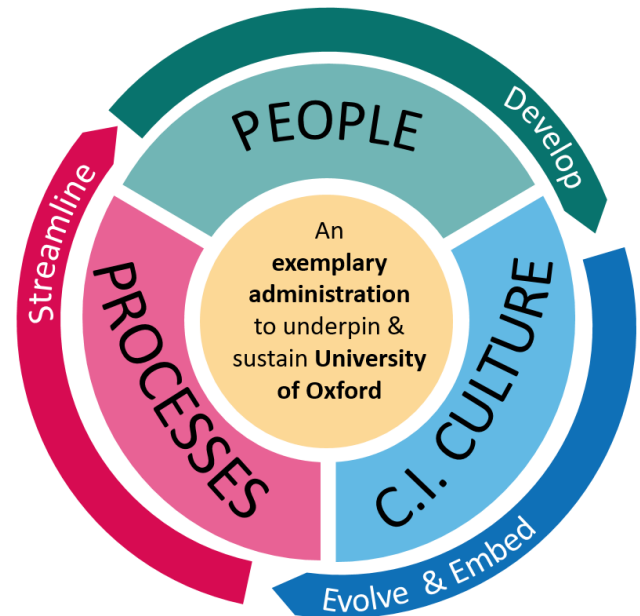 Develop
PEOPLE
Streamline
PROCESSES
An
exemplary
administration
to underpin &
sustain University
of Oxford
C.I. CULTURE
Evolve & Embed